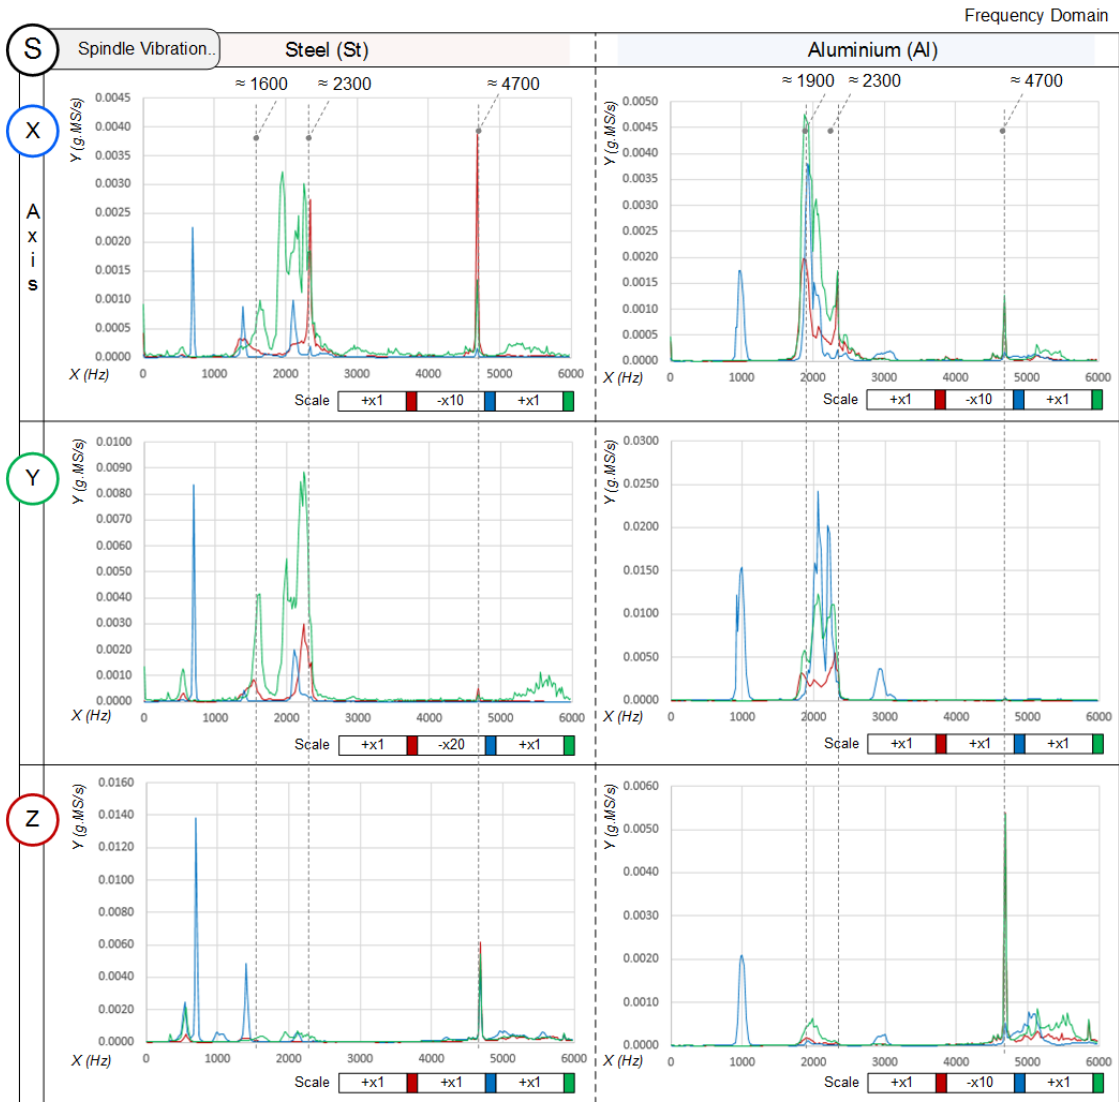 Frequency Domain
S Spindle Vibration.. Steel (St) Aluminium (Al)
≈ 1600 ≈ 2300 ≈ 4700 ≈ 1900 ≈ 2300 ≈ 4700
X
Axis
Y (g.MS/s)
0.0045
0.0040
0.0035
0.0030
0.0025
0.0020
0.0015
0.0010
0.0005
0.0000
X (Hz) 1000 2000 3000 4000 5000 6000
Scale +x1 -x10 +x1
Y (g.MS/s)
0.0050
0.0045
0.0040
0.0035
0.0030
0.0025
0.0020
0.0015
0.0010
0.0005
0.0000
X (Hz) 0 1000 2000 3000 4000 5000 6000
Scale +x1 -x10 +x1
Y
Y (g.MS/s)
0.0100
0.0090
0.0080
0.0070
0.0060
0.0050
0.0040
0.0030
0.0020
0.0010
0.0000
X (Hz) 0 1000 2000 3000 4000 5000 6000
Scale +x1 -x20 +x1
Y (g.MS/s)
0.0300
0.0250
0.0200
0.0150
0.0100
0.0050
0.0000
X (Hz) 0 1000 2000 3000 4000 5000 6000
Scale +x1 +x1 +x1
Z
Y (g.MS/s)
0.0160
0.0140
0.0120
0.0100
0.0080
0.0060
0.0040
0.0020
0.0000
X (Hz) 0 1000 2000 3000 4000 5000 6000
Scale +x1 +x1 +x1
Y (g.MS/s)
0.0060
0.0050
0.0040
0.0030
0.0020
0.0010
0.0000
X (Hz) 0 1000 2000 3000 4000 5000 6000
Scale +x1 -x10 +x1